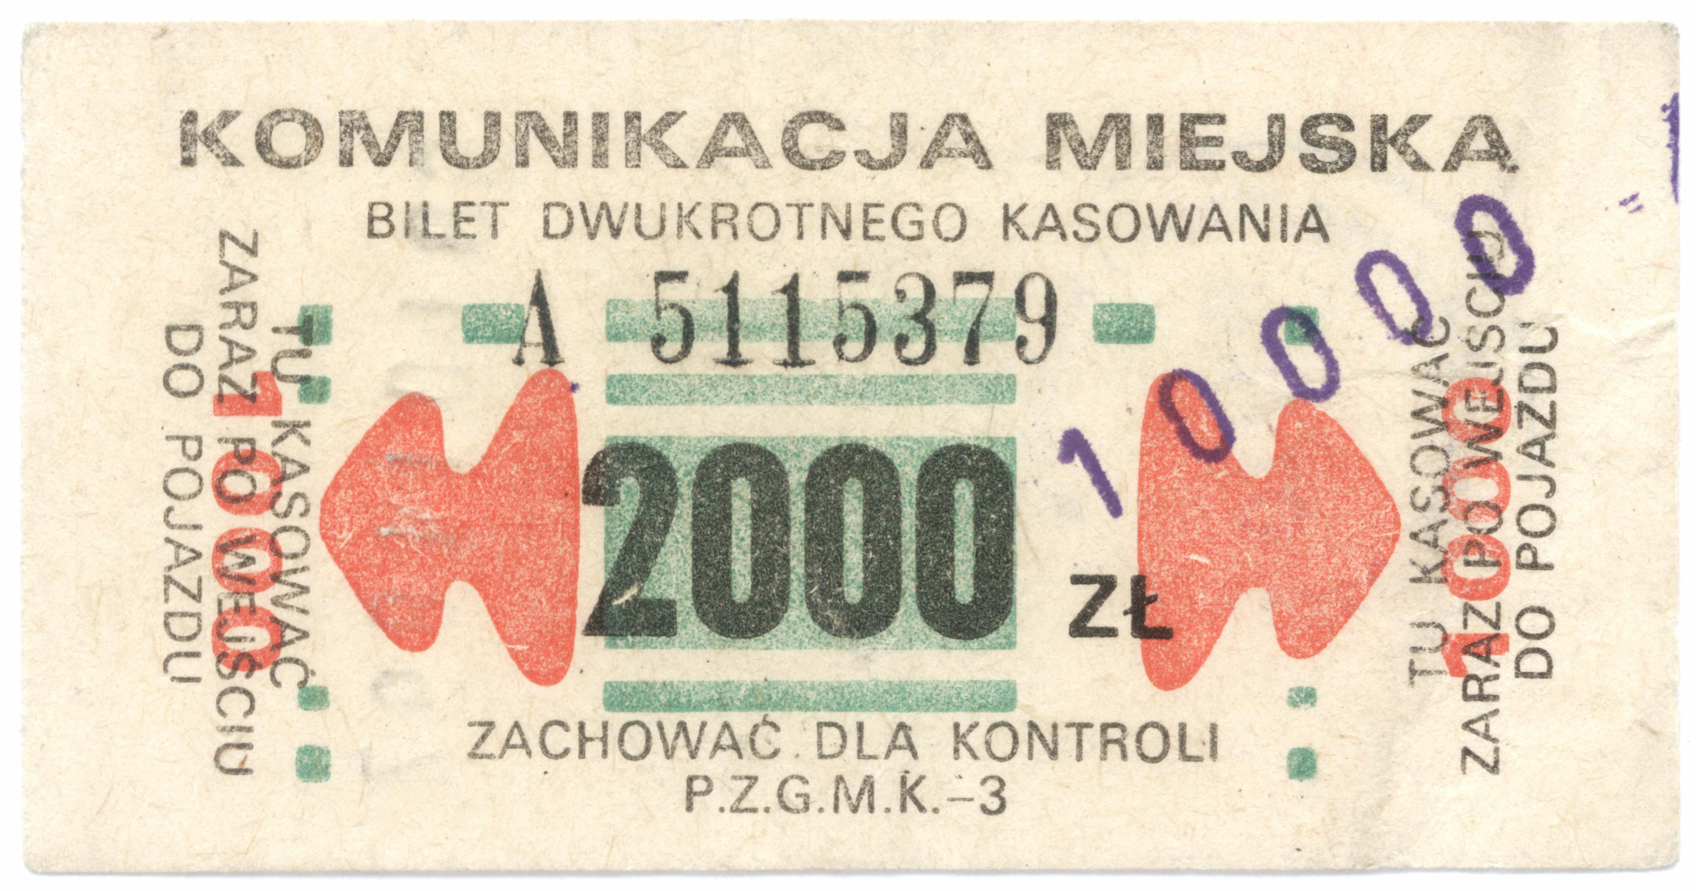 KOMUNIKACJA MIEJSKA
BILET DWUKROTNEGO KASOWANIA
A 5115379
2000 ZŁ
10000
ZACHOWAĆ DLA KONTROLI
P.Z.G.M.K.–3
TU KASOWAĆ
ZARAZ PO WEJŚCIU
DO POJAZDU
1000
TU KASOWAĆ
ZARAZ PO WEJŚCIU
DO POJAZDU
1000